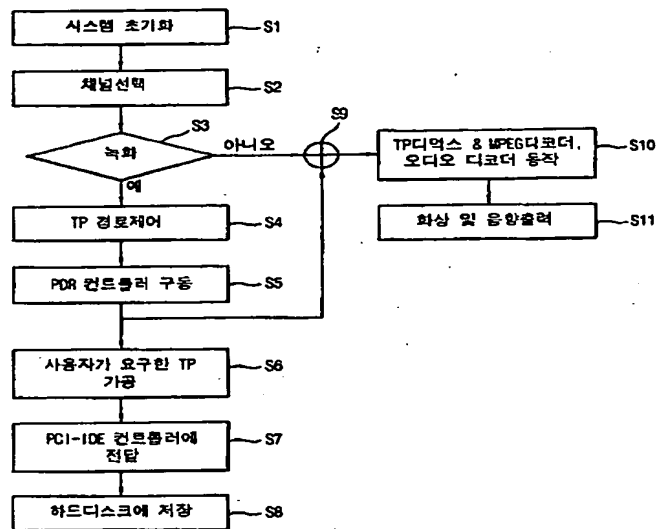 시스템 초기화
S1
채널선택
S2
S3
녹화
아니오
예
S9
TP디먹스 & MPEG디코더,
오디오 디코더 동작
S10
화상 및 음향출력
S11
TP 경로제어
S4
PDR 컨트롤러 구동
S5
사용자가 요구한 TP
가공
S6
PCI-IDE 컨트롤러에
전달
S7
하드디스크에 저장
S8